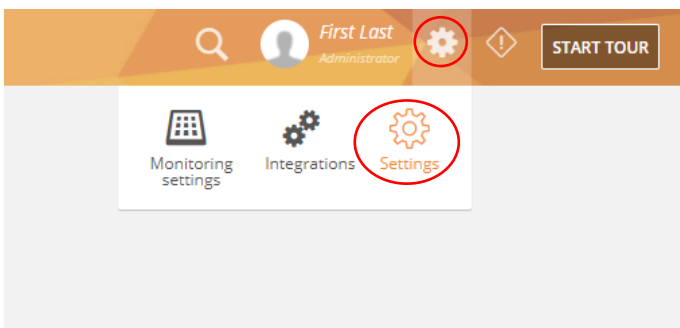 First Last
Administrator
!
START TOUR
Monitoring
settings
Integrations
Settings